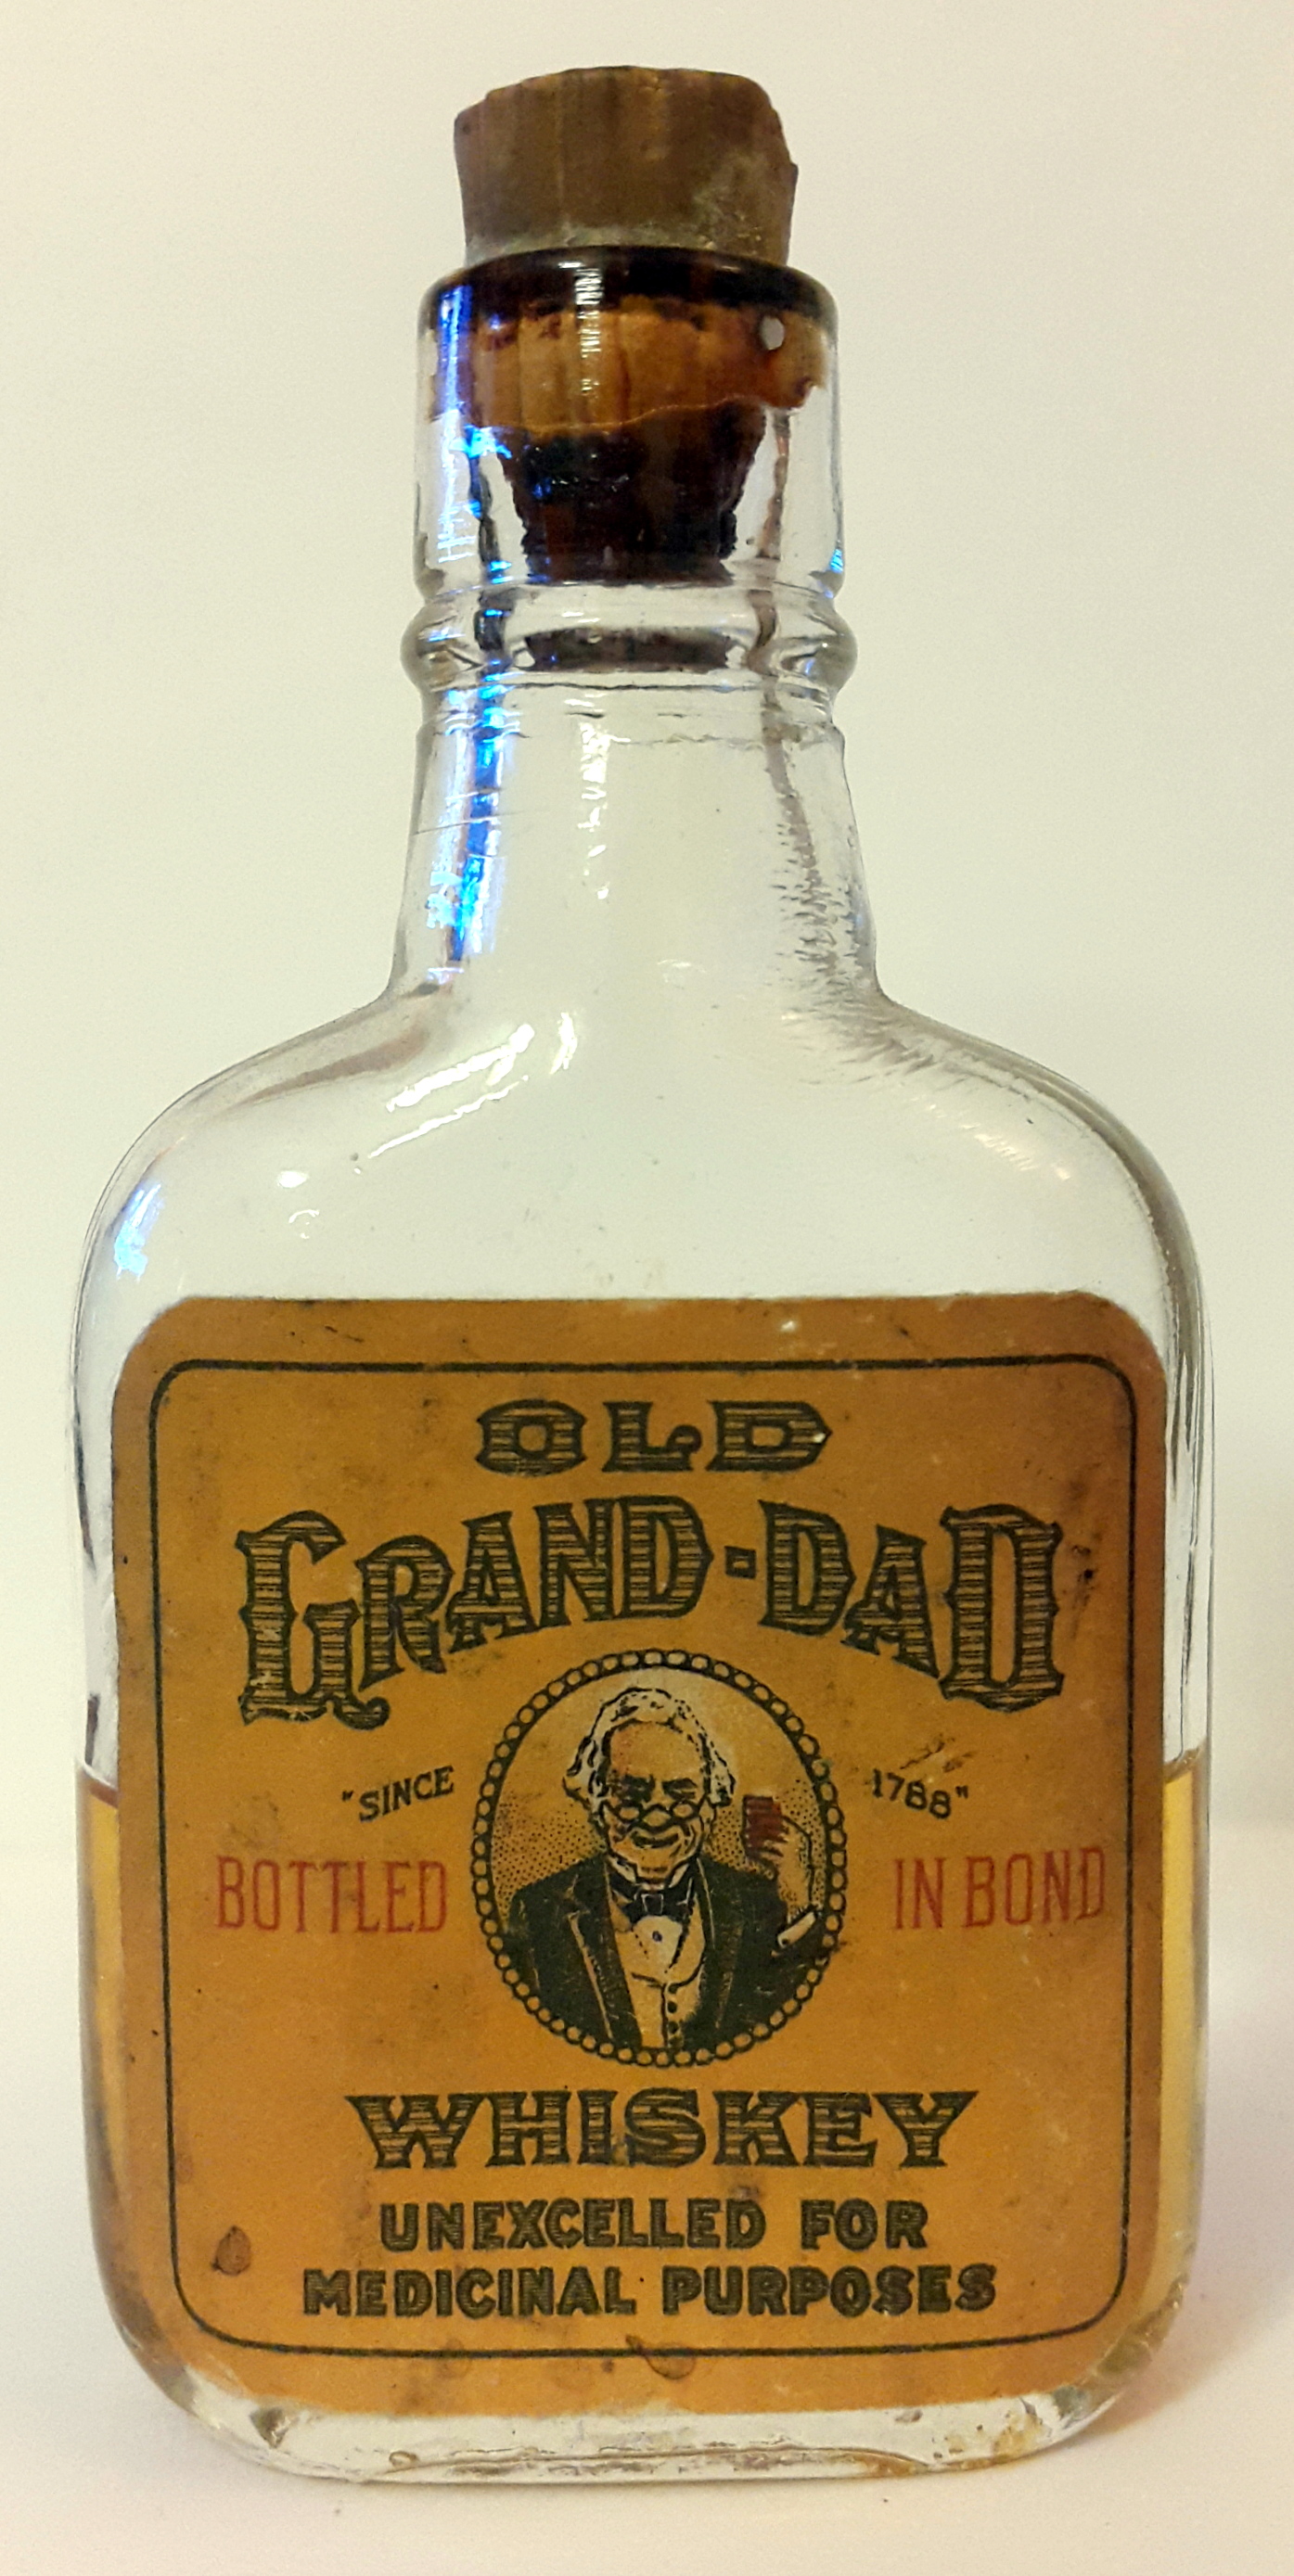 OLD
GRAND-DAD
"SINCE 1788"
BOTTLED IN BOND
WHISKEY
UNEXCELLED FOR
MEDICINAL PURPOSES